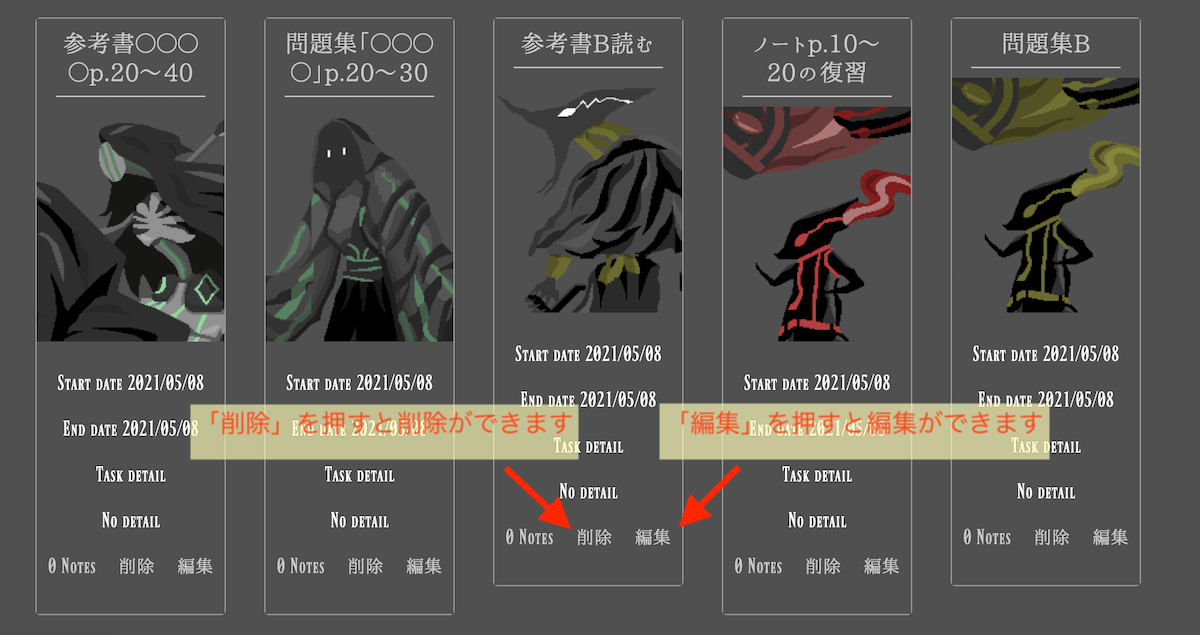 参考書〇〇〇
〇p.20〜40
Start date 2021/05/08
End date 2021/05/08
Task detail
No detail
0 Notes 削除 編集
問題集「〇〇〇
〇」p.20〜30
Start date 2021/05/08
End date 2021/05/08
Task detail
No detail
0 Notes 削除 編集
参考書B読む
Start date 2021/05/08
End date 2021/05/08
Task detail
No detail
0 Notes 削除 編集
ノートp.10〜
20の復習
Start date 2021/05/08
End date 2021/05/08
Task detail
No detail
0 Notes 削除 編集
問題集B
Start date 2021/05/08
End date 2021/05/08
Task detail
No detail
0 Notes 削除 編集
「削除」を押すと削除ができます
「編集」を押すと編集ができます